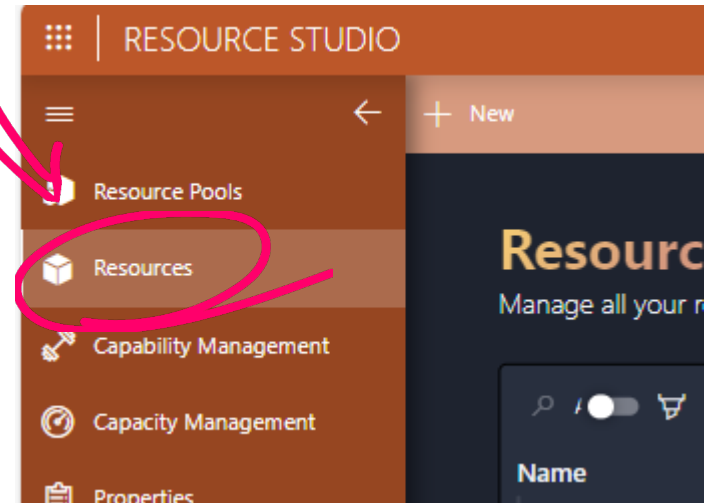 RESOURCE STUDIO
New
Resource Pools
Resources
Capability Management
Capacity Management
Properties
Resourc
Manage all your r
Name